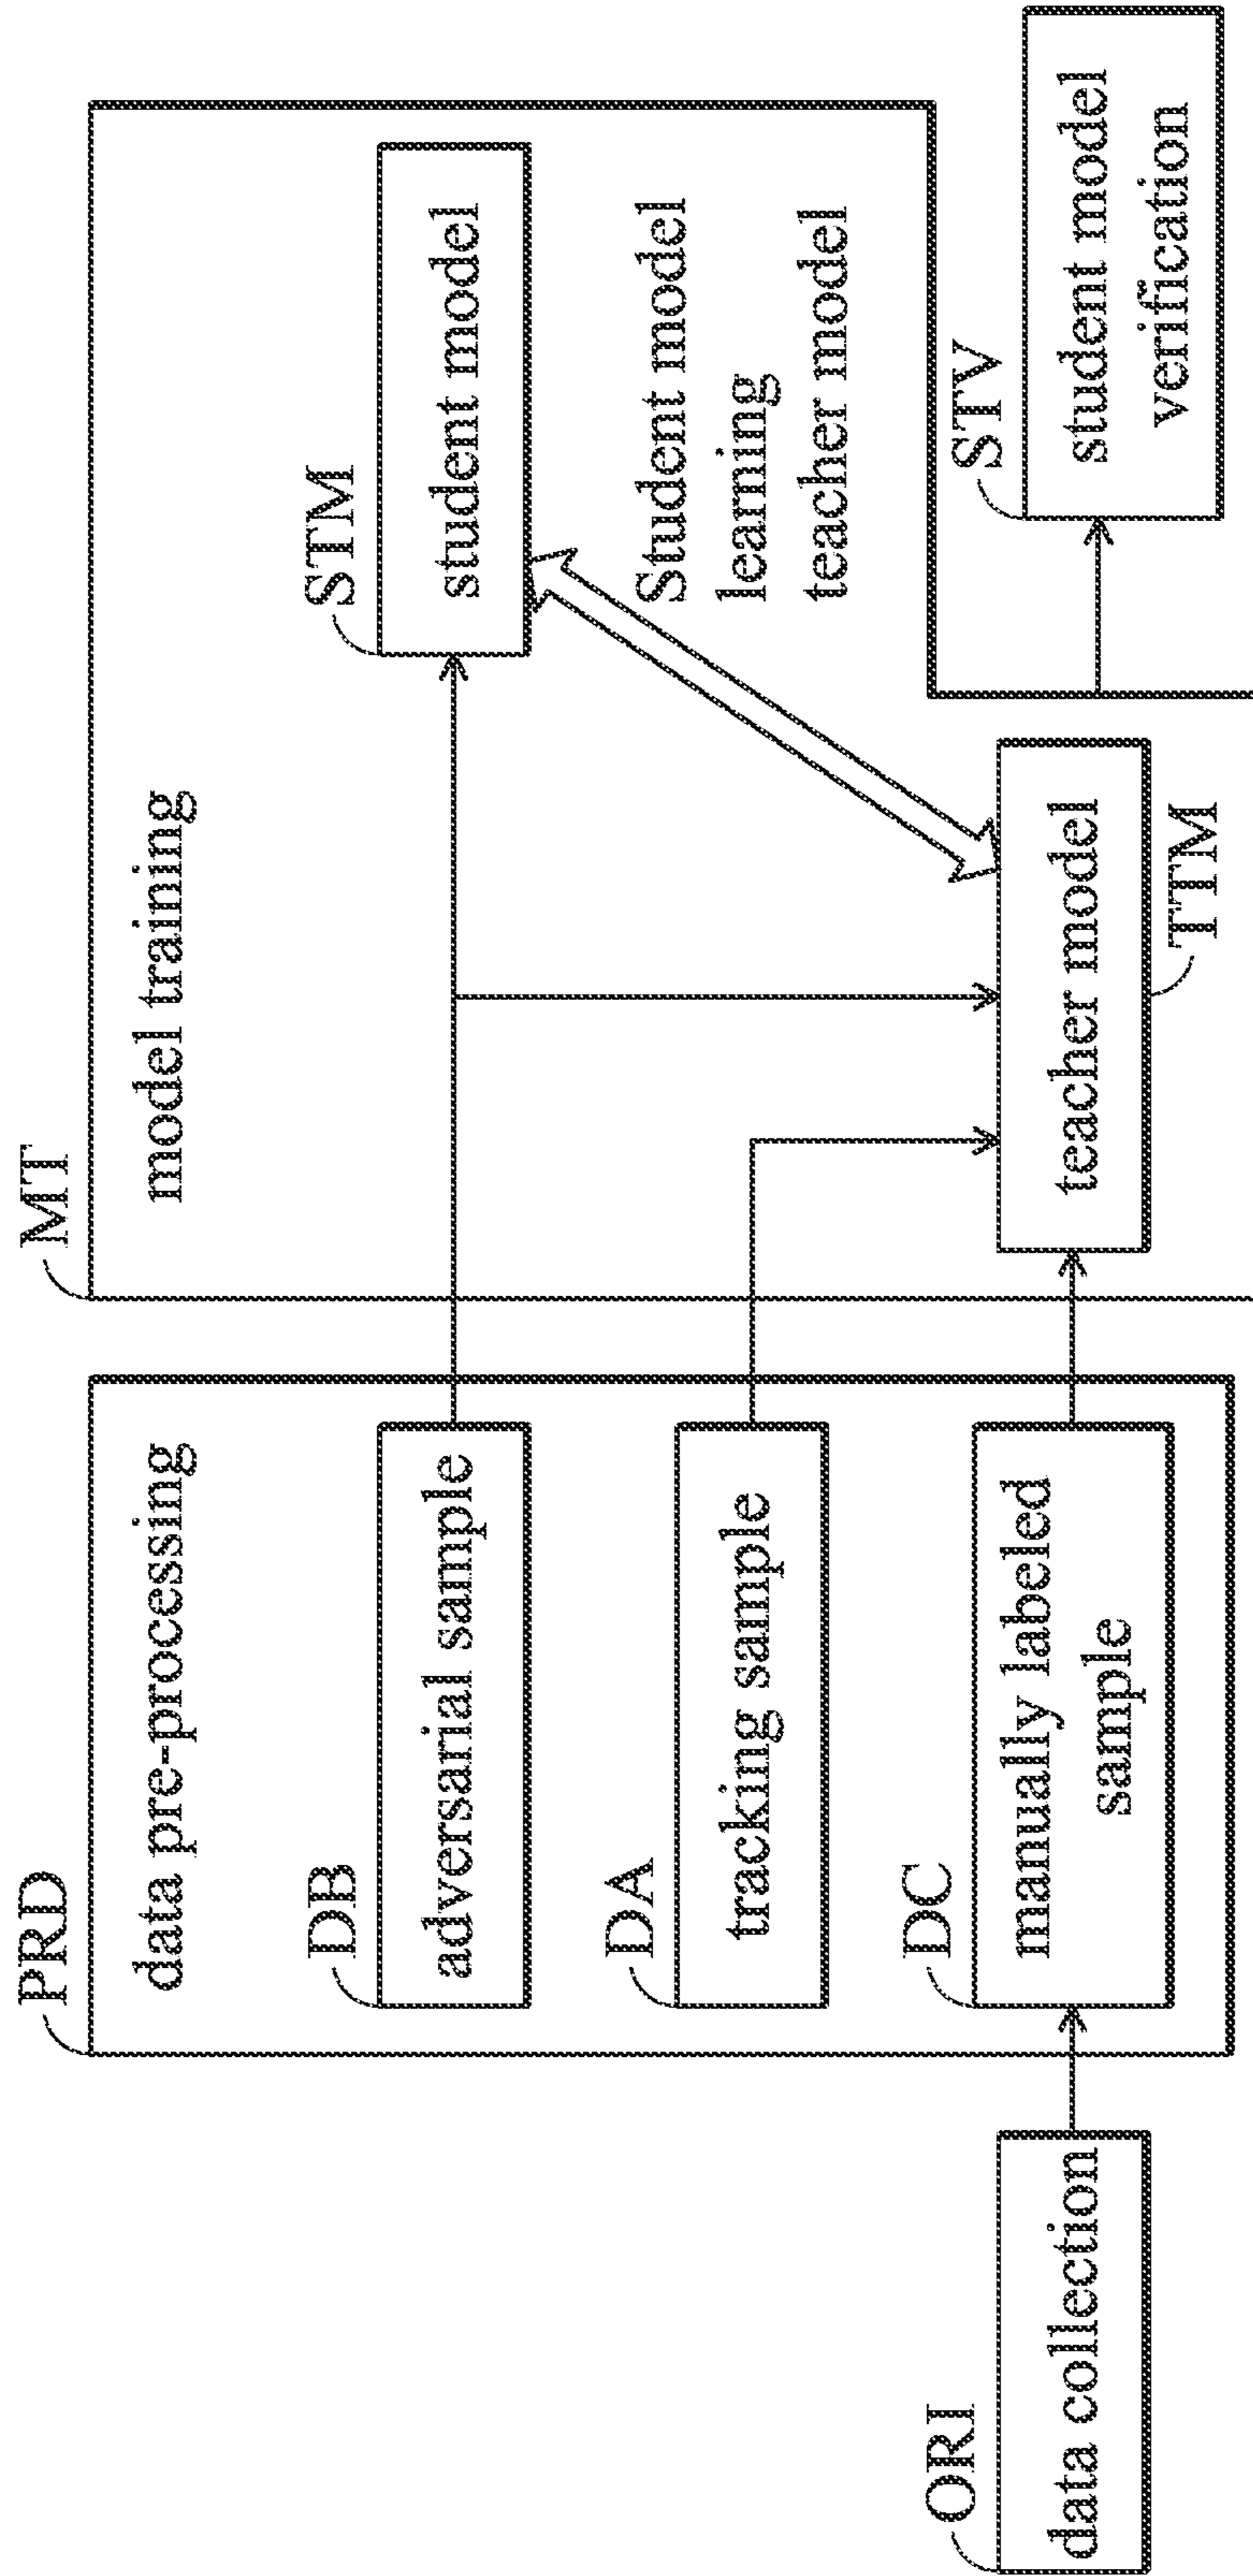 PRD
data pre-processing
DB
adversarial sample
DA
tracking sample
DC
manually labeled
sample
ORI
data collection
MT
model training
STM
student model
Student model
learning
teacher model
teacher model
TTM
STV
student model
verification